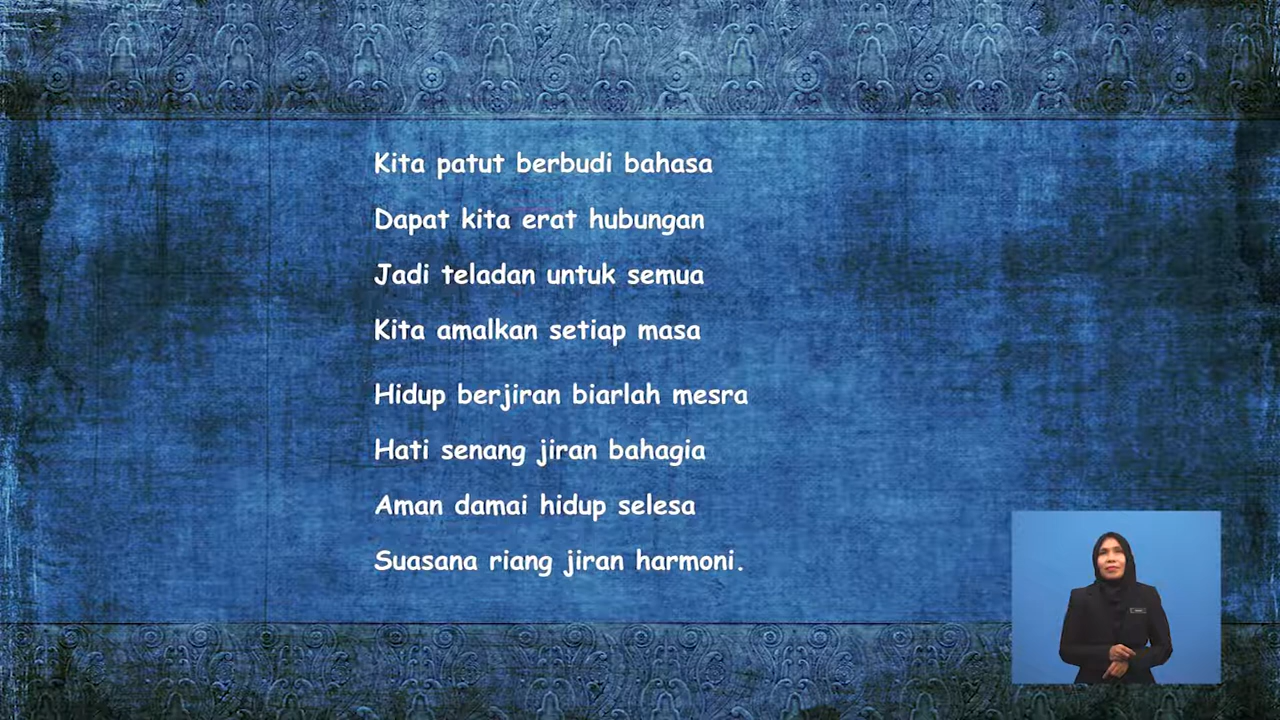 Kita patut berbudi bahasa
Dapat kita erat hubungan
Jadi teladan untuk semua
Kita amalkan setiap masa
Hidup berjiran biarlah mesra
Hati senang jiran bahagia
Aman damai hidup selesa
Suasana riang jiran harmoni.